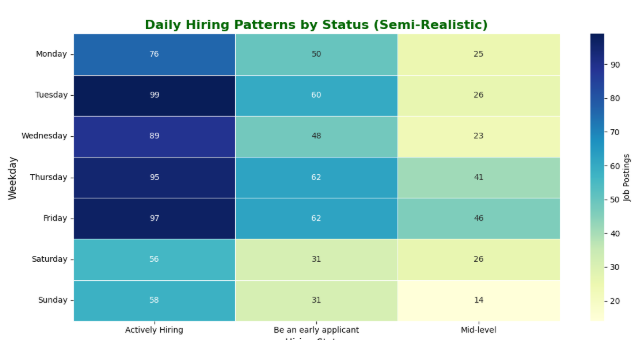 Daily Hiring Patterns by Status (Semi-Realistic)
Monday 76 50 25 90
Tuesday 99 60 26 80
Wednesday 89 48 23 70
Thursday 95 62 41 60
Friday 97 62 46 50
Saturday 56 31 26 40
Sunday 58 31 14 30
20
Weekday
Job Postings
Actively Hiring Be an early applicant Mid-level